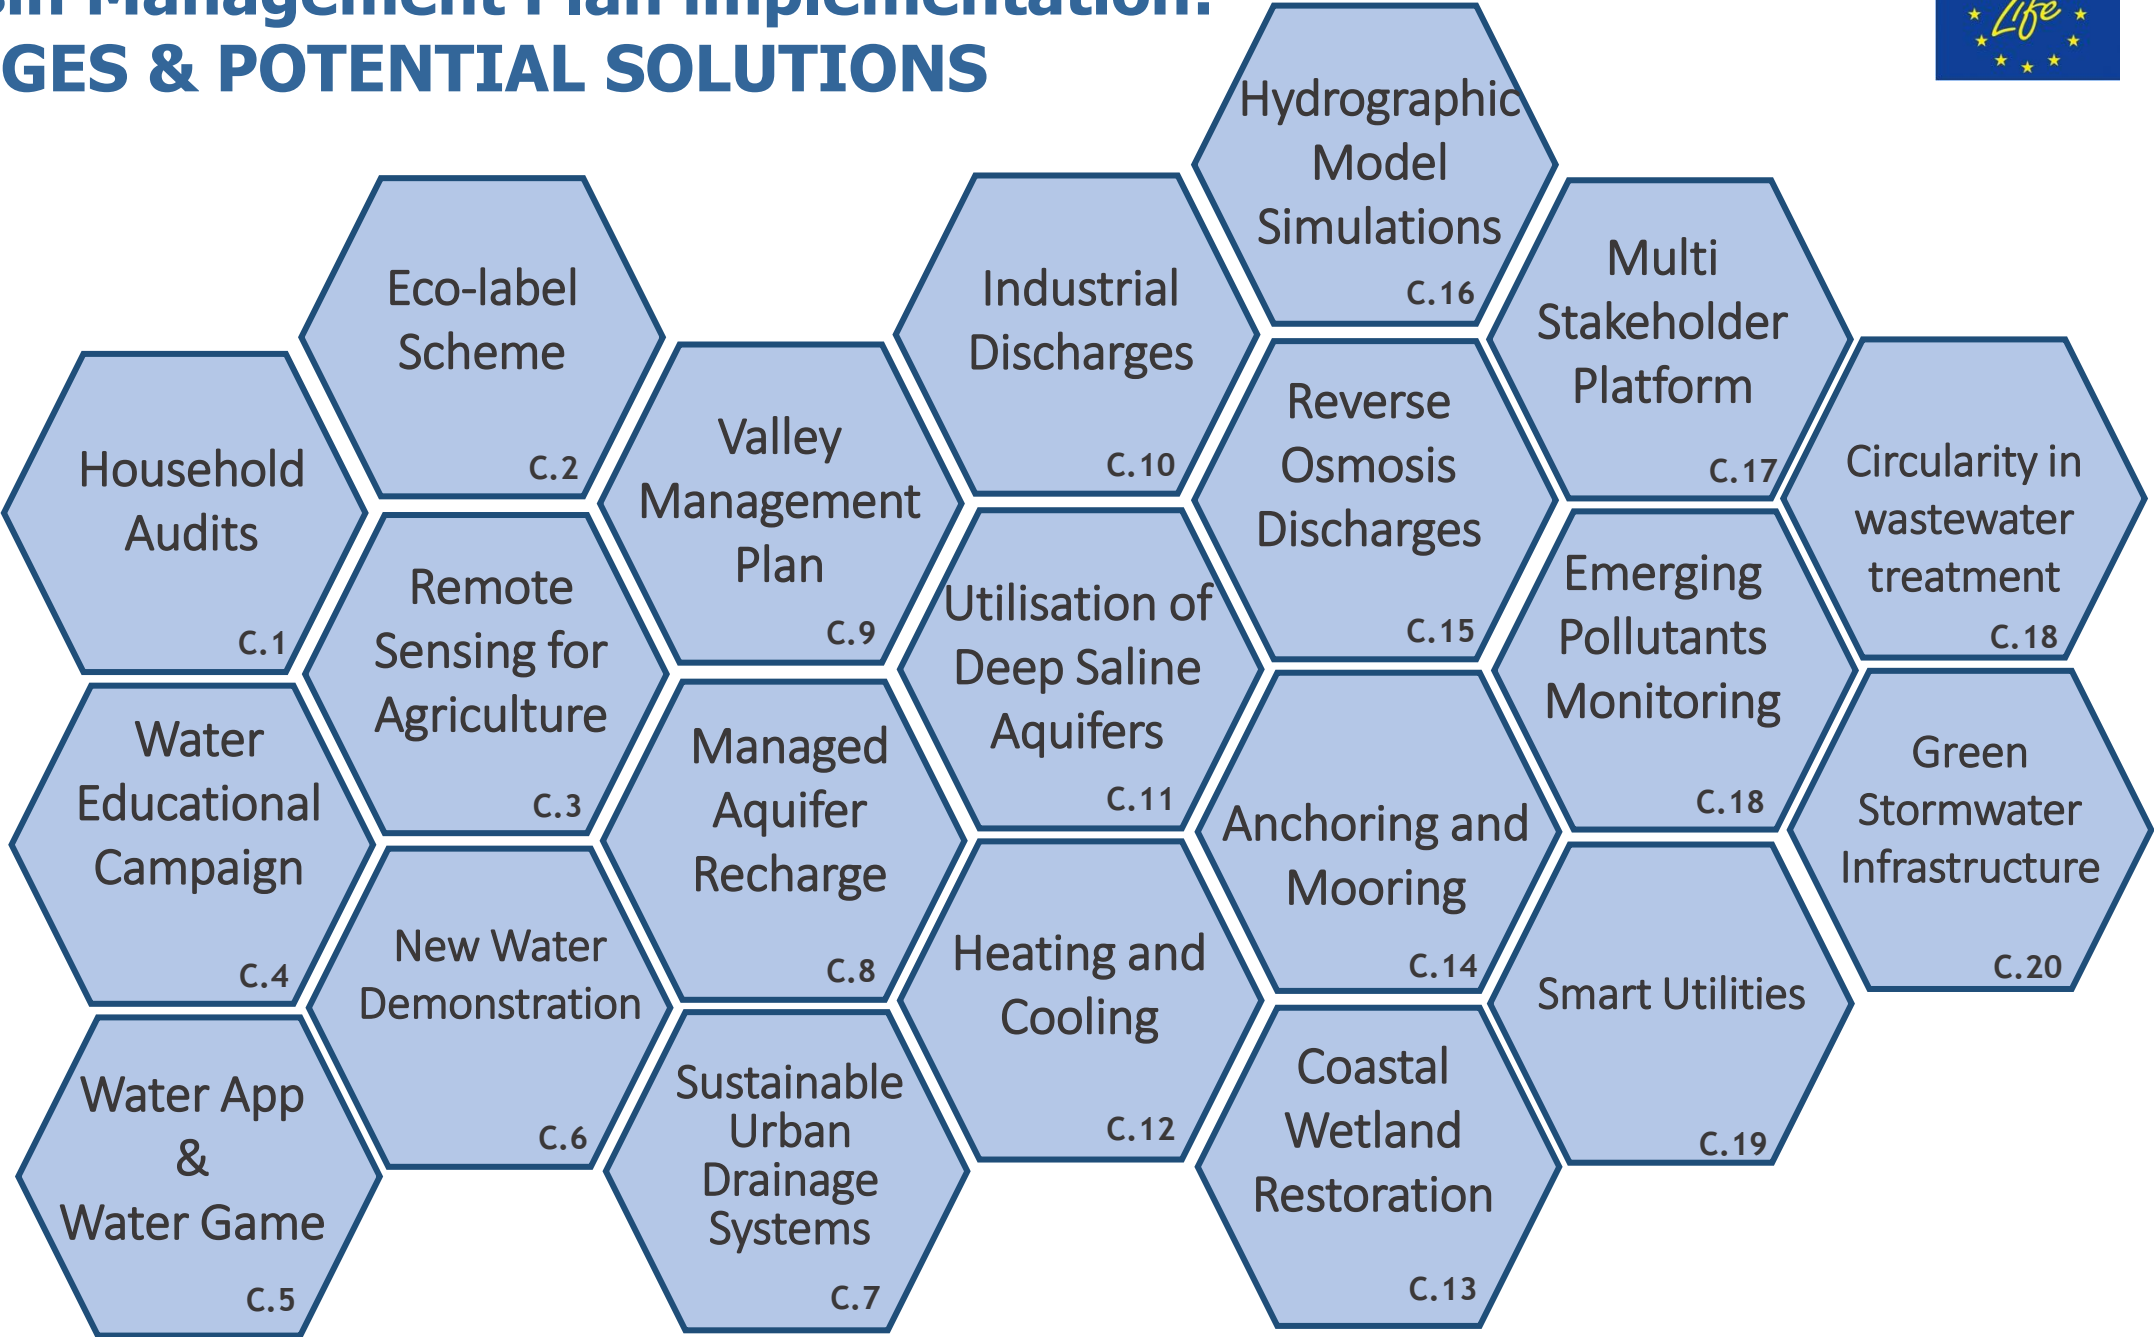 Management Plan implementation:
GES & POTENTIAL SOLUTIONS
Life
Household
Audits
C.1
Eco-label
Scheme
C.2
Remote
Sensing for
Agriculture
C.3
Water
Educational
Campaign
C.4
Water App
&
Water Game
C.5
New Water
Demonstration
C.6
Sustainable
Urban
Drainage
Systems
C.7
Managed
Aquifer
Recharge
C.8
Valley
Management
Plan
C.9
Industrial
Discharges
C.10
Utilisation of
Deep Saline
Aquifers
C.11
Heating and
Cooling
C.12
Coastal
Wetland
Restoration
C.13
Anchoring and
Mooring
C.14
Reverse
Osmosis
Discharges
C.15
Hydrographic
Model
Simulations
C.16
Multi
Stakeholder
Platform
C.17
Emerging
Pollutants
Monitoring
C.18
Circularity in
wastewater
treatment
C.18
Smart Utilities
C.19
Green
Stormwater
Infrastructure
C.20